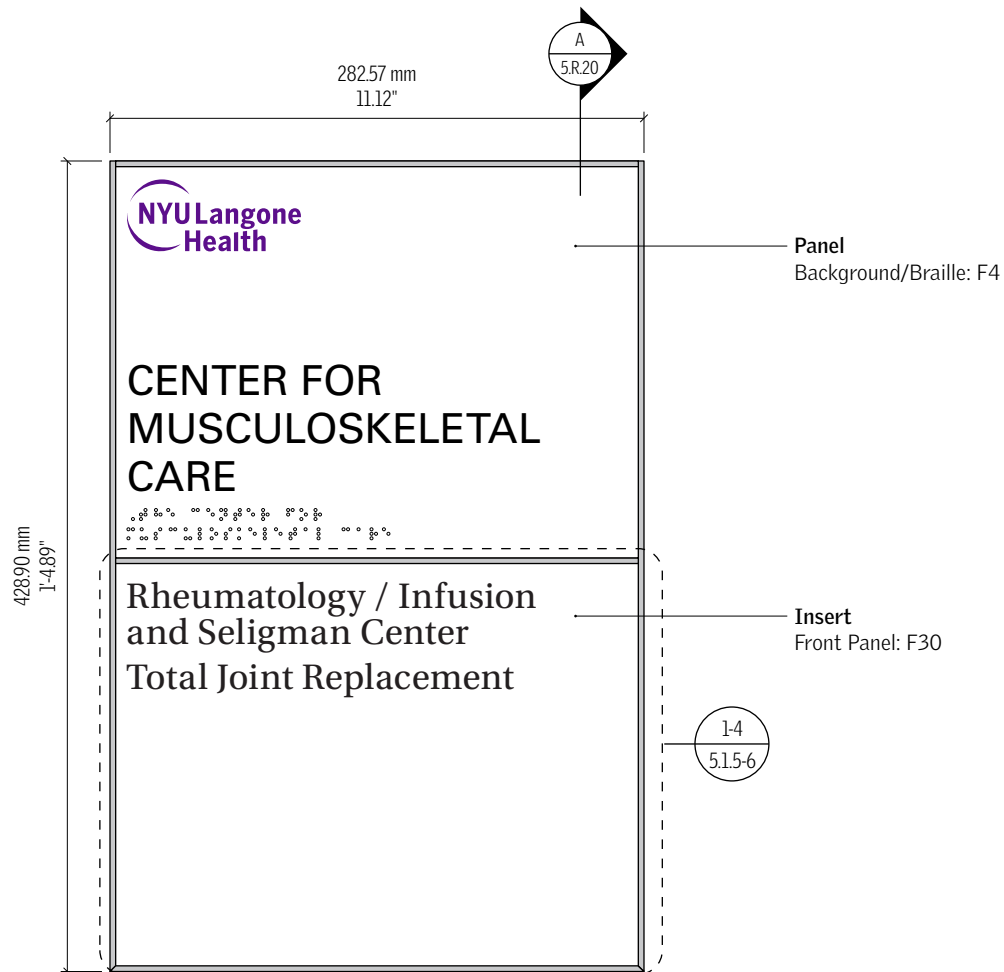 A
5.R.20
282.57 mm
11.12"
NYU Langone
Health
Panel
Background/Braille: F4
CENTER FOR
MUSCULOSKELETAL
CARE
428.90 mm
1'-4.89"
Rheumatology / Infusion
and Seligman Center
Total Joint Replacement
Insert
Front Panel: F30
1-4
5.1.5-6